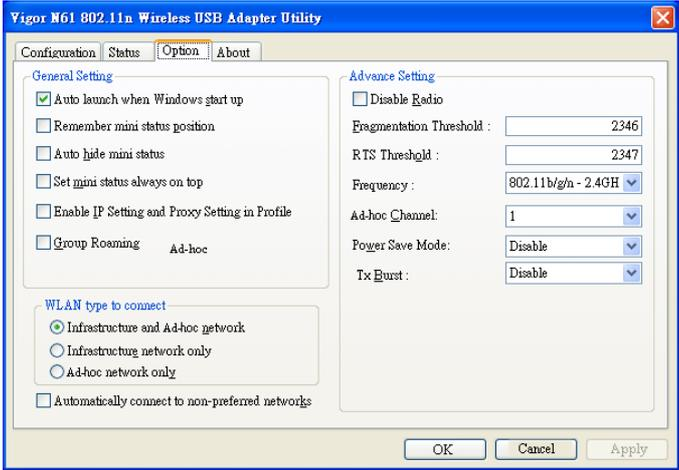 Vigor N61 802.11n Wireless USB Adapter Utility
Configuration Status Option About
General Setting
Auto launch when Windows start up
Remember mini status position
Auto hide mini status
Set mini status always on top
Enable IP Setting and Proxy Setting in Profile
Group Roaming Ad-hoc
WLAN type to connect
Infrastructure and Ad-hoc network
Infrastructure network only
Ad-hoc network only
Automatically connect to non-preferred networks
Advance Setting
Disable Radio
Fragmentation Threshold : 2346
RTS Threshold : 2347
Frequency : 802.11b/g/n - 2.4GH
Ad-hoc Channel: 1
Power Save Mode: Disable
Tx Burst : Disable
OK Cancel Apply